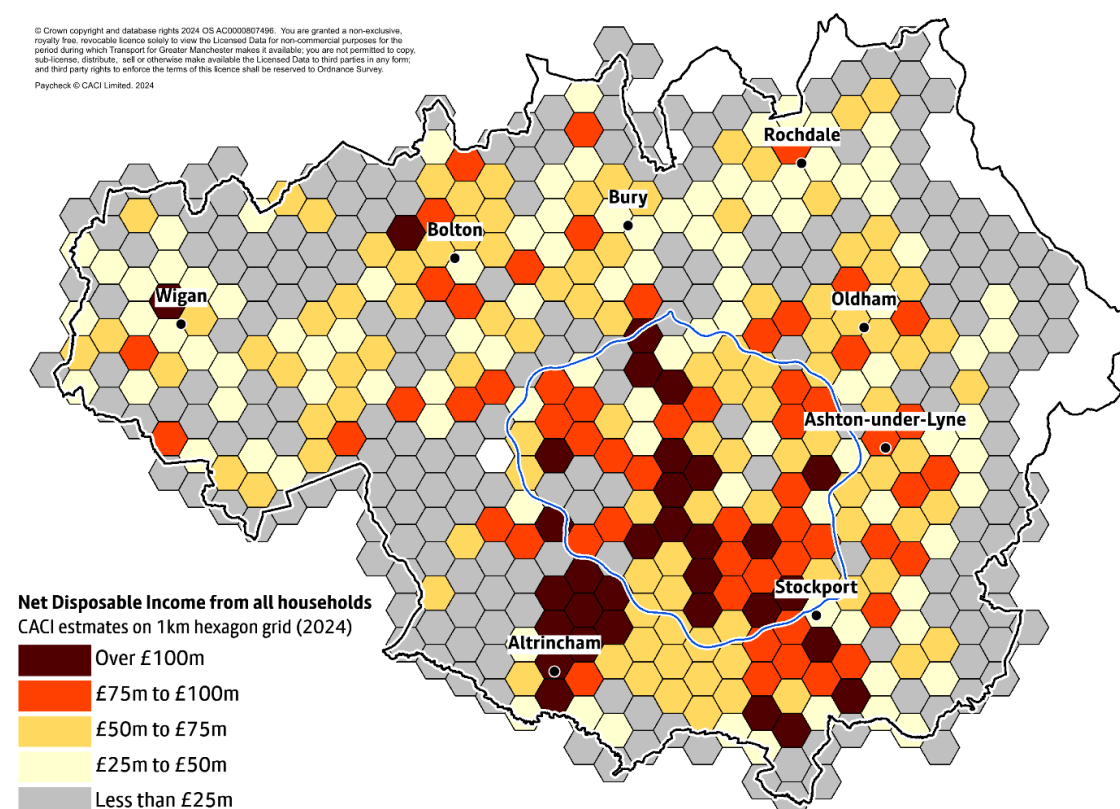 © Crown copyright and database rights 2024 OS AC0000807496.  You are granted a non-exclusive,
royalty free, revocable licence solely to view the Licensed Data for non-commercial purposes for the
period during which Transport for Greater Manchester makes it available; you are not permitted to copy,
sub-license, distribute,  sell or otherwise make available the Licensed Data to third parties in any form;
and third party rights to enforce the terms of this licence shall be reserved to Ordnance Survey.
Paycheck © CACI Limited. 2024
Rochdale
Bury
Bolton
Wigan
Oldham
Ashton-under-Lyne
Stockport
Altrincham
Net Disposable Income from all households
CACI estmates on 1km hexagon grid (2024)
Over £100m
£75m to £100m
£50m to £75m
£25m to £50m
Less than £25m